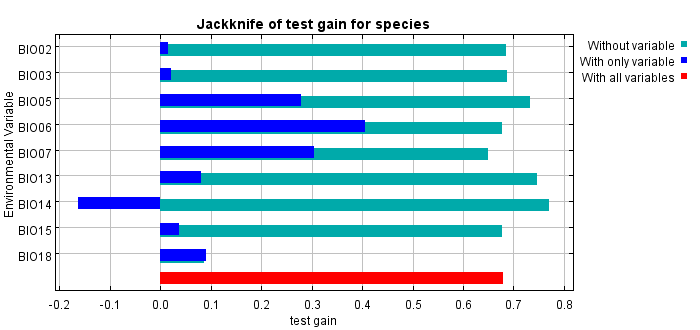 Jackknife of test gain for species
Without variable
With only variable
With all variables
Environmental Variable
BIO02
BIO03
BIO05
BIO06
BIO07
BIO13
BIO14
BIO15
BIO18
-0.2 -0.1 0.0 0.1 0.2 0.3 0.4 0.5 0.6 0.7 0.8
test gain